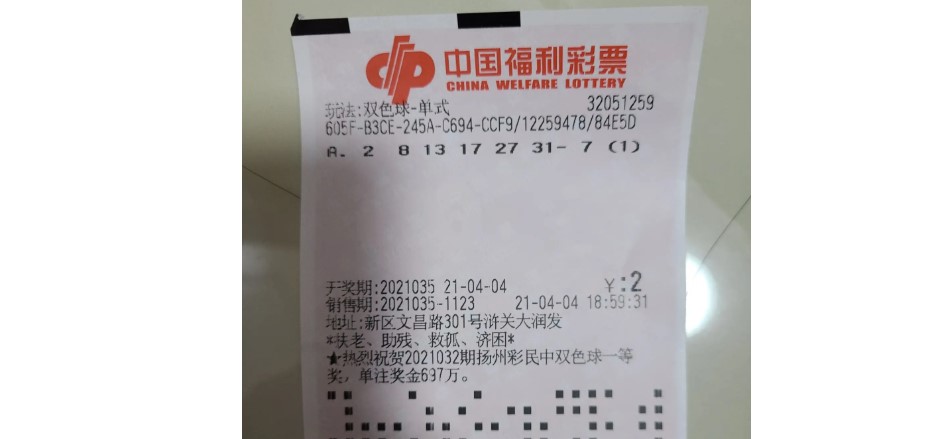 中国福利彩票
CHINA WELFARE LOTTERY
玩法:双色球-单式 32051259
605F-B3CE-245A-C694-CCF9/12259478/84E5D
A. 2 8 13 17 27 31- 7 (1)
开奖期:2021035 21-04-04 ¥:2
销售期:2021035-1123 21-04-04 18:59:31
地址:新区文昌路301号浒关大润发
*扶老、助残、救孤、济困*
★热烈祝贺2021032期扬州彩民中双色球一等
奖，单注奖金697万。